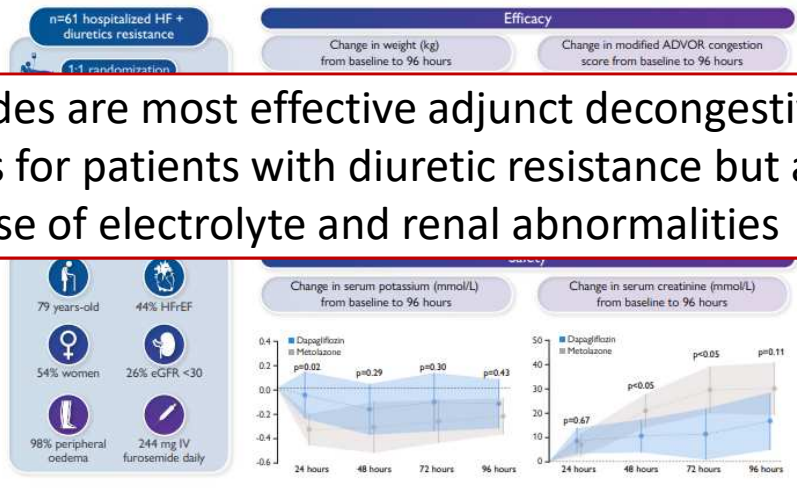 n=61 hospitalized HF +
diuretics resistance
1:1 randomization
Efficacy
Change in weight (kg)
from baseline to 96 hours
Change in modified ADVOR congestion
score from baseline to 96 hours
are most effective adjunct
for patients with diuretic resistance but
of electrolyte and renal abnormalities
79 years-old
44% HFrEF
54% women
26% eGFR <30
98% peripheral
oedema
244 mg IV
furosemide daily
Safety
Change in serum potassium (mmol/L)
from baseline to 96 hours
Change in serum creatinine (mmol/L)
from baseline to 96 hours
0.4
0.2
0.0
-0.2
-0.4
-0.6
Dapagliflozin
Metolazone
p=0.02
p=0.29
p=0.30
p=0.43
24 hours
48 hours
72 hours
96 hours
50
40
30
20
10
0
Dapagliflozin
Metolazone
p=0.67
p<0.05
p<0.05
p=0.11
24 hours
48 hours
72 hours
96 hours